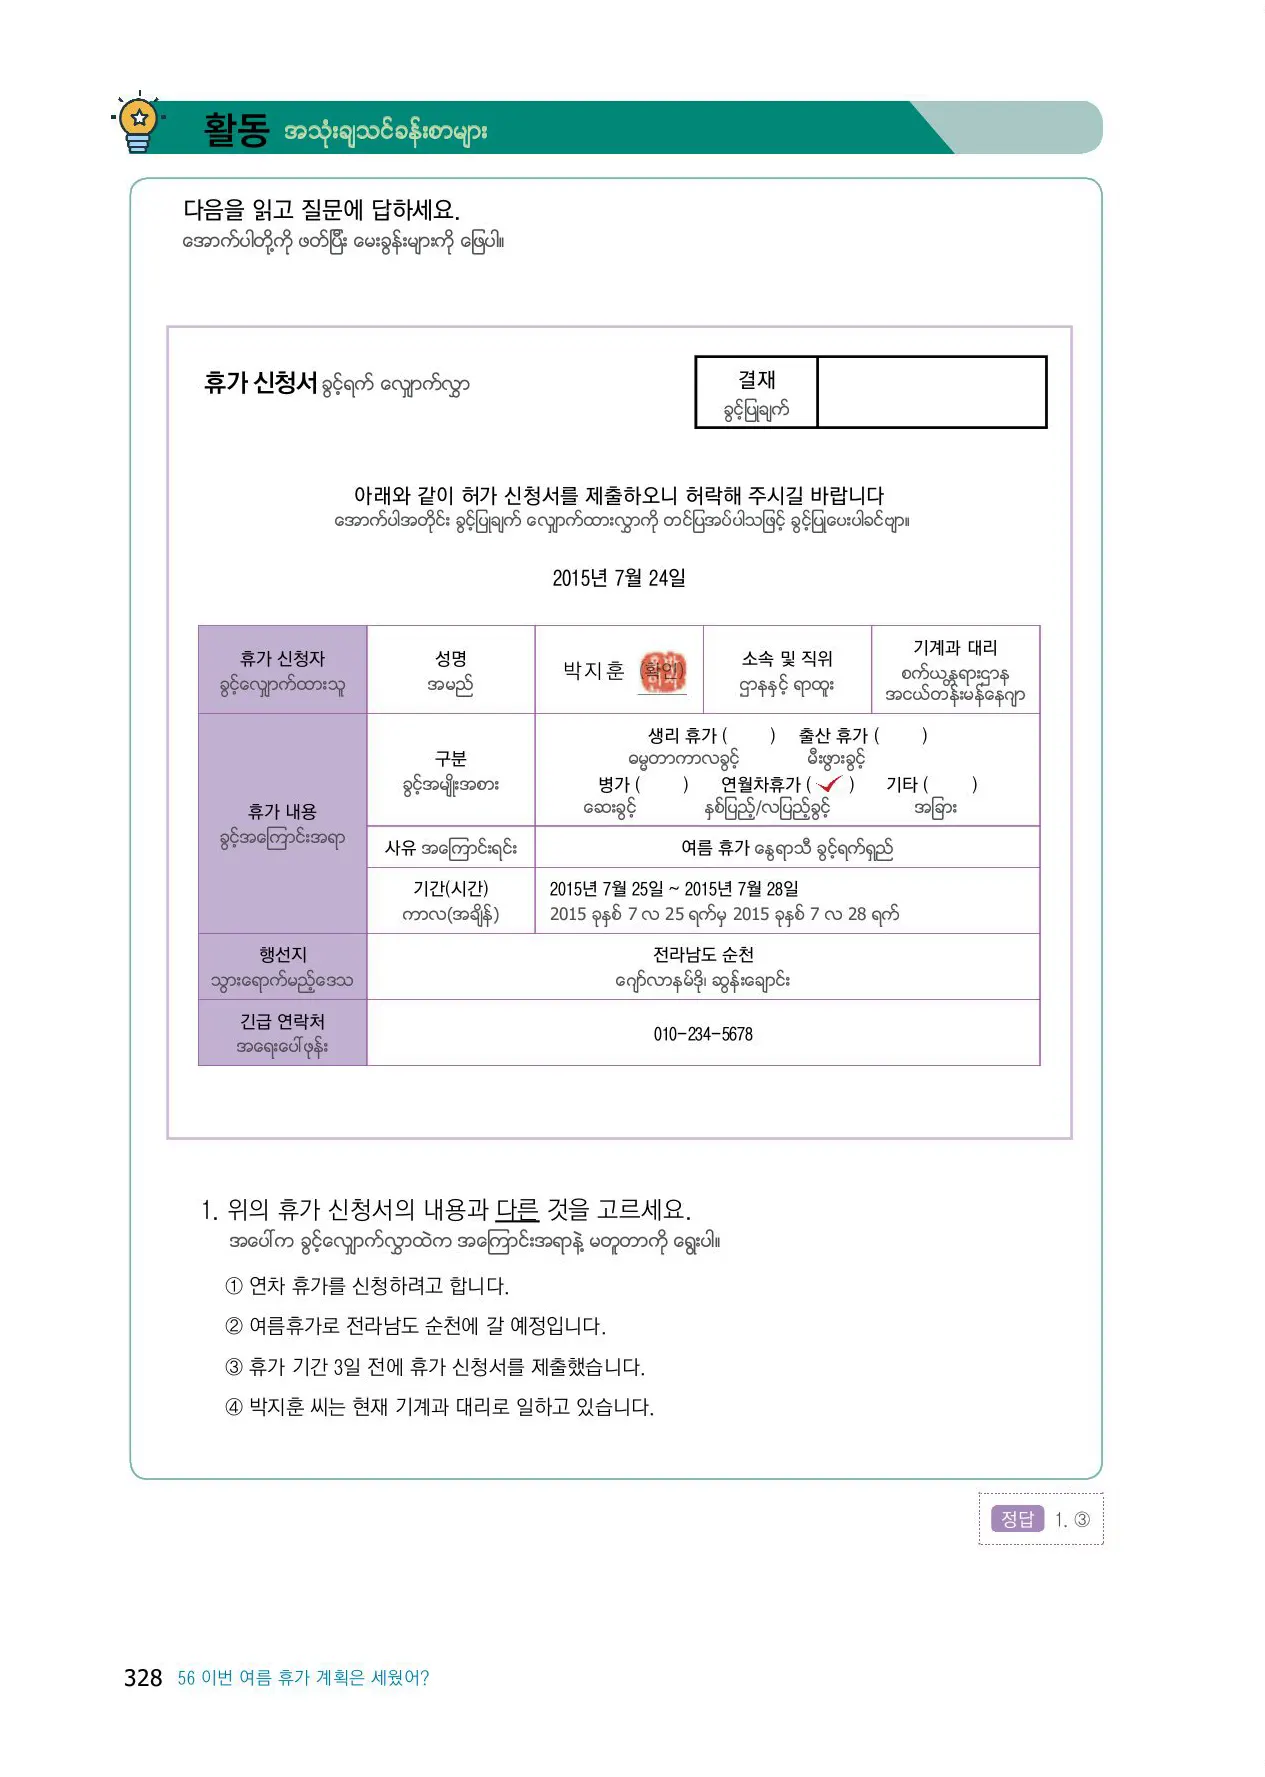 활동 အသုံးချသင်ခန်းစာများ
다음을 읽고 질문에 답하세요.
အောက်ပါတို့ကို ဖတ်ပြီး မေးခွန်းများကို ဖြေပါ။
휴가 신청서 ခွင့်ရက် လျှောက်လွှာ
결재
ခွင့်ပြုချက်
아래와 같이 허가 신청서를 제출하오니 허락해 주시길 바랍니다
အောက်ပါအတိုင်း ခွင့်ပြုချက် လျှောက်ထားလွှာကို တင်ပြအပ်ပါသဖြင့် ခွင့်ပြုပေးပါခင်ဗျာ။
2015년 7월 24일
휴가 신청자
ခွင့်လျှောက်ထားသူ
성명
အမည်
박지훈 (확인)
소속 및 직위
ဌာနနှင့် ရာထူး
기계과 대리
စက်ယန္တရားဌာန
အငယ်တန်းမန်နေဂျာ
휴가 내용
ခွင့်အကြောင်းအရာ
구분
ခွင့်အမျိုးအစား
생리 휴가 ( ) 출산 휴가 ( )
ဓမ္မတာကာလခွင့် မီးဖွားခွင့်
병가 ( ) 연월차휴가 ( ✓ ) 기타 ( )
ဆေးခွင့် နှစ်ပြည့်/လပြည့်ခွင့် အခြား
사유 အကြောင်းရင်း
여름 휴가 နွေရာသီ ခွင့်ရက်ရှည်
기간(시간)
ကာလ(အချိန်)
2015년 7월 25일 ~ 2015년 7월 28일
2015 ခုနှစ် 7 လ 25 ရက်မှ 2015 ခုနှစ် 7 လ 28 ရက်
행선지
သွားရောက်မည့်ဒေသ
전라남도 순천
ဂျော်လာနမ်ဒို၊ ဆွန်းချောင်း
긴급 연락처
အရေးပေါ်ဖုန်း
010-234-5678
1. 위의 휴가 신청서의 내용과 다른 것을 고르세요.
အပေါ်က ခွင့်လျှောက်လွှာထဲက အကြောင်းအရာနဲ့ မတူတာကို ရွေးပါ။
① 연차 휴가를 신청하려고 합니다.
② 여름휴가로 전라남도 순천에 갈 예정입니다.
③ 휴가 기간 3일 전에 휴가 신청서를 제출했습니다.
④ 박지훈 씨는 현재 기계과 대리로 일하고 있습니다.
정답 1. ③
328 56 이번 여름 휴가 계획은 세웠어?